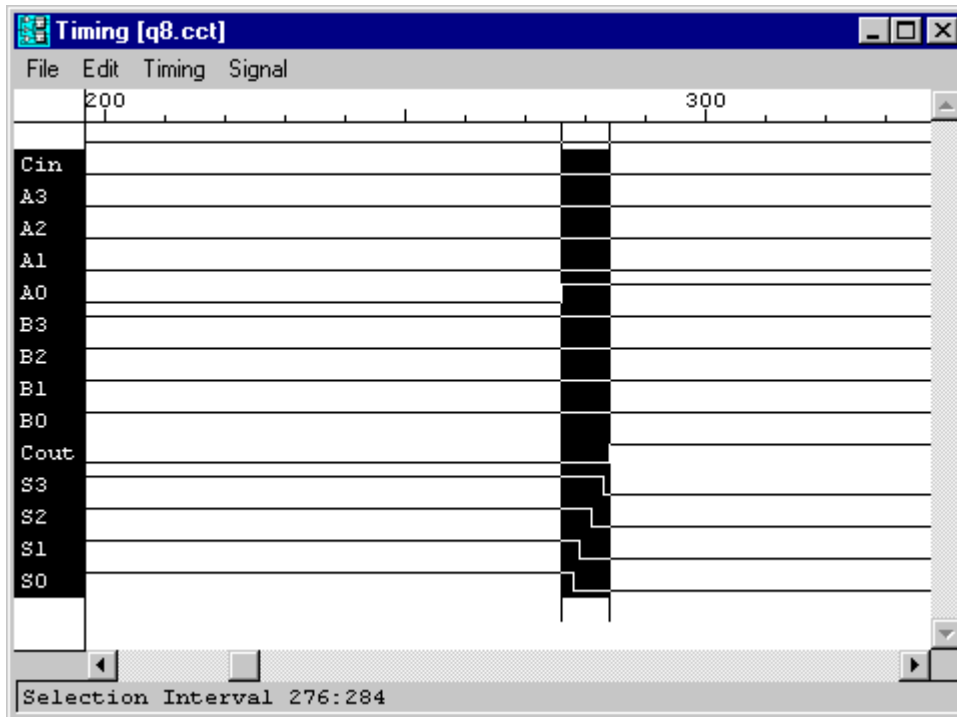 Timing [q8.cct]
File Edit Timing Signal
200 300
Cin
A3
A2
A1
A0
B3
B2
B1
B0
Cout
S3
S2
S1
S0
Selection Interval 276:284